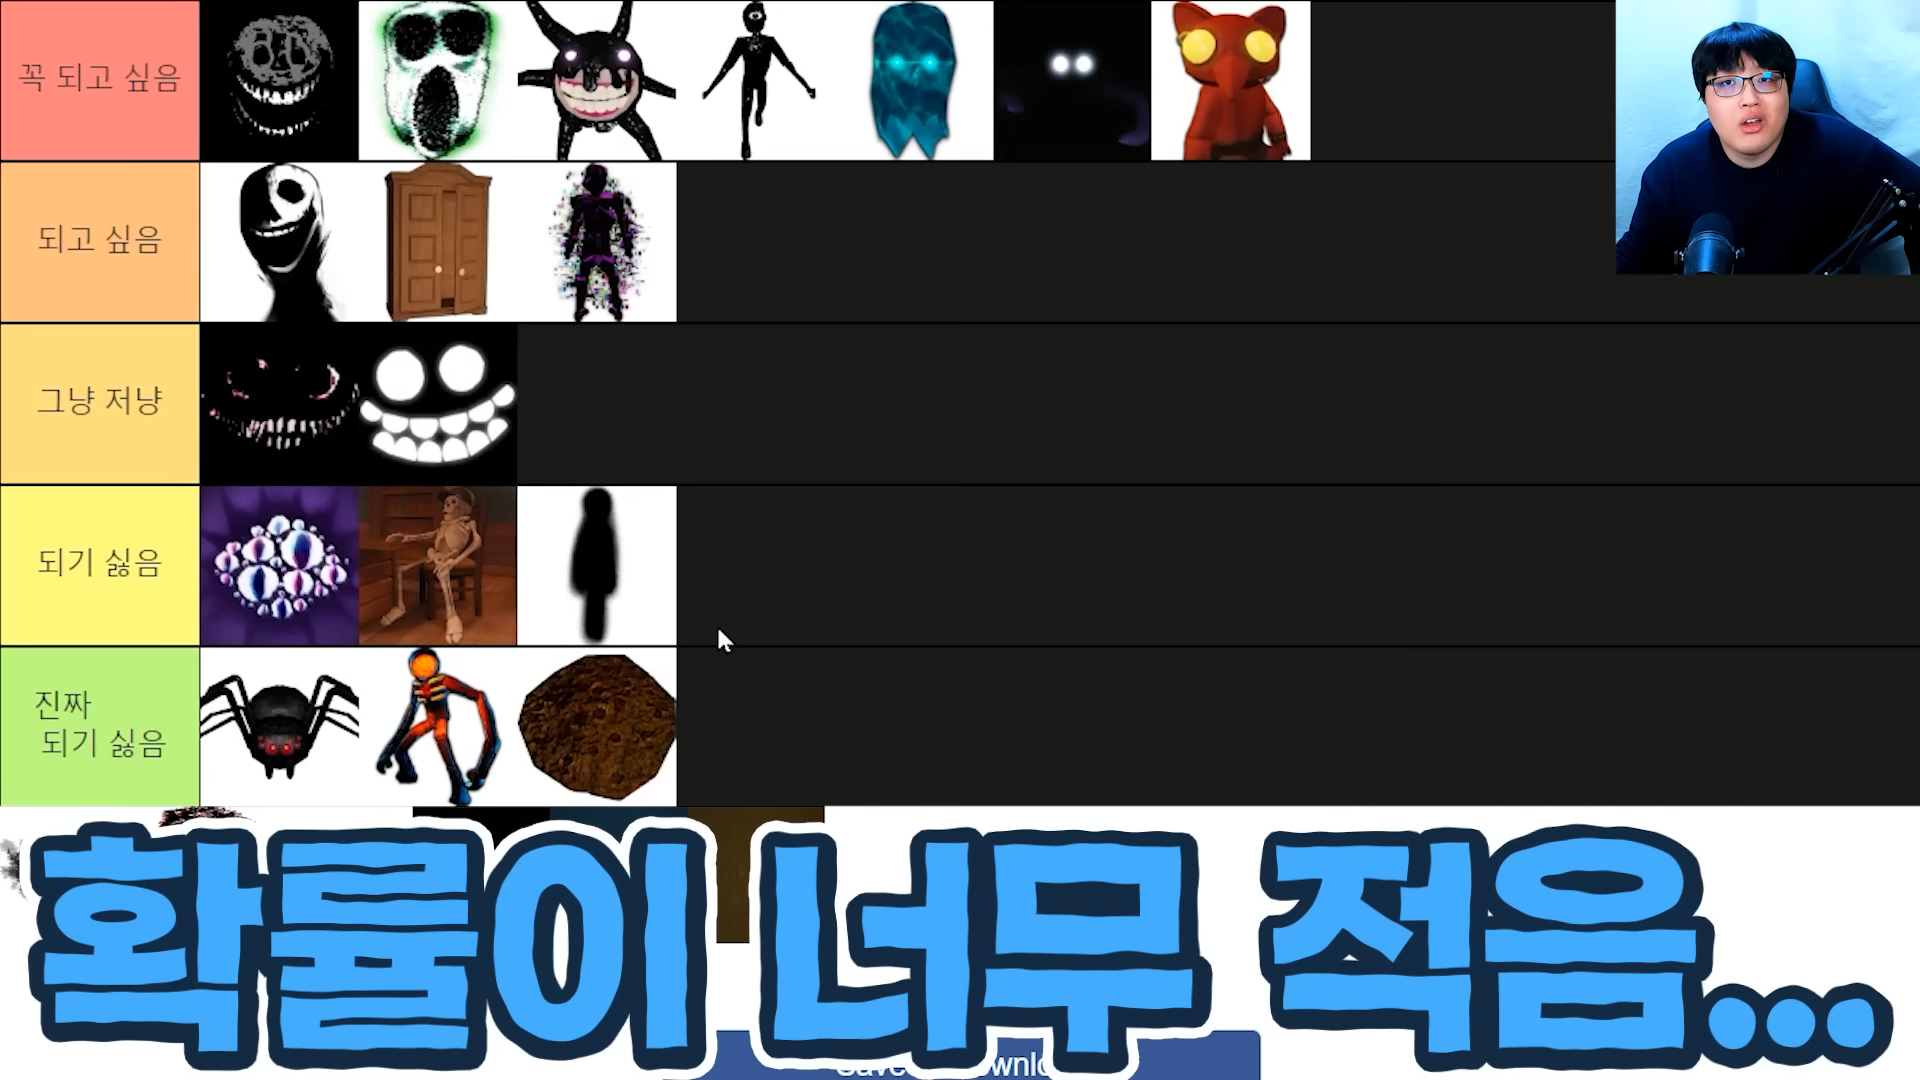 꼭 되고 싶음
되고 싶음
그냥 저냥
되기 싫음
진짜
되기 싫음
확률이 너무 적음...